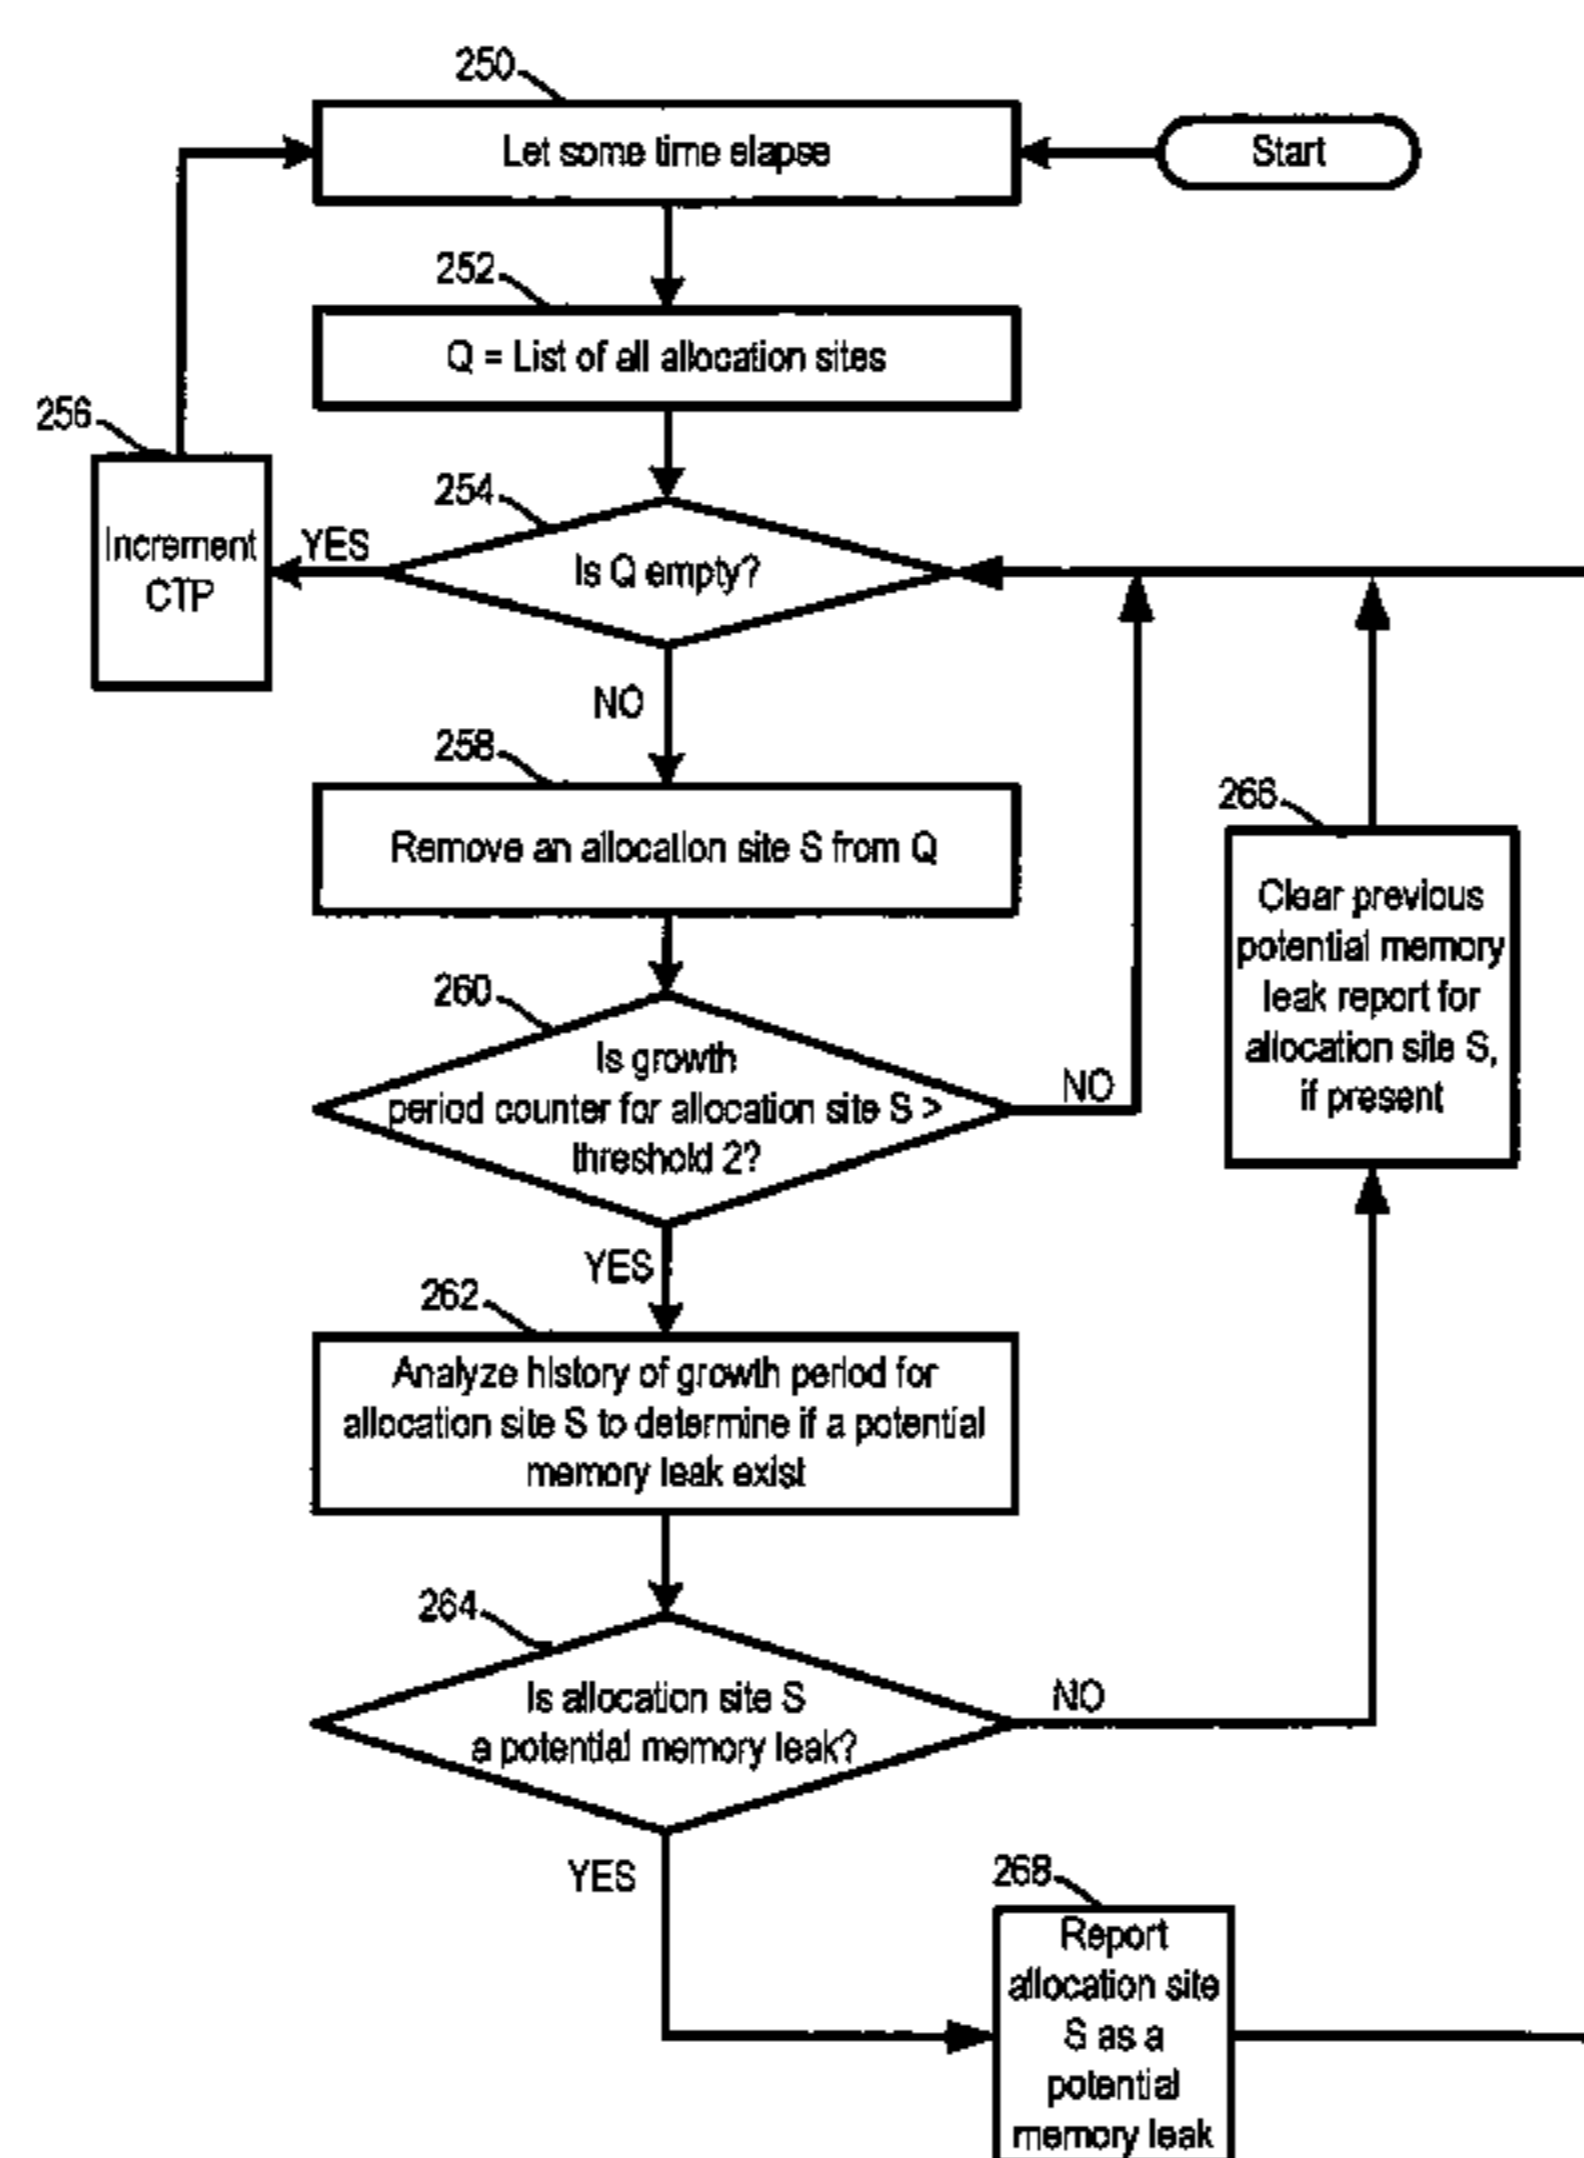 250
Let some time elapse
Start
252
Q = List of all allocation sites
256
Increment
CTP
254
YES
Is Q empty?
NO
258
Remove an allocation site S from Q
266
Clear previous
potential memory
leak report for
allocation site S,
if present
260
Is growth
period counter for allocation site S >
threshold 2?
NO
YES
262
Analyze history of growth period for
allocation site S to determine if a potential
memory leak exist
264
Is allocation site S
a potential memory leak?
NO
YES
268
Report
allocation site
S as a
potential
memory leak